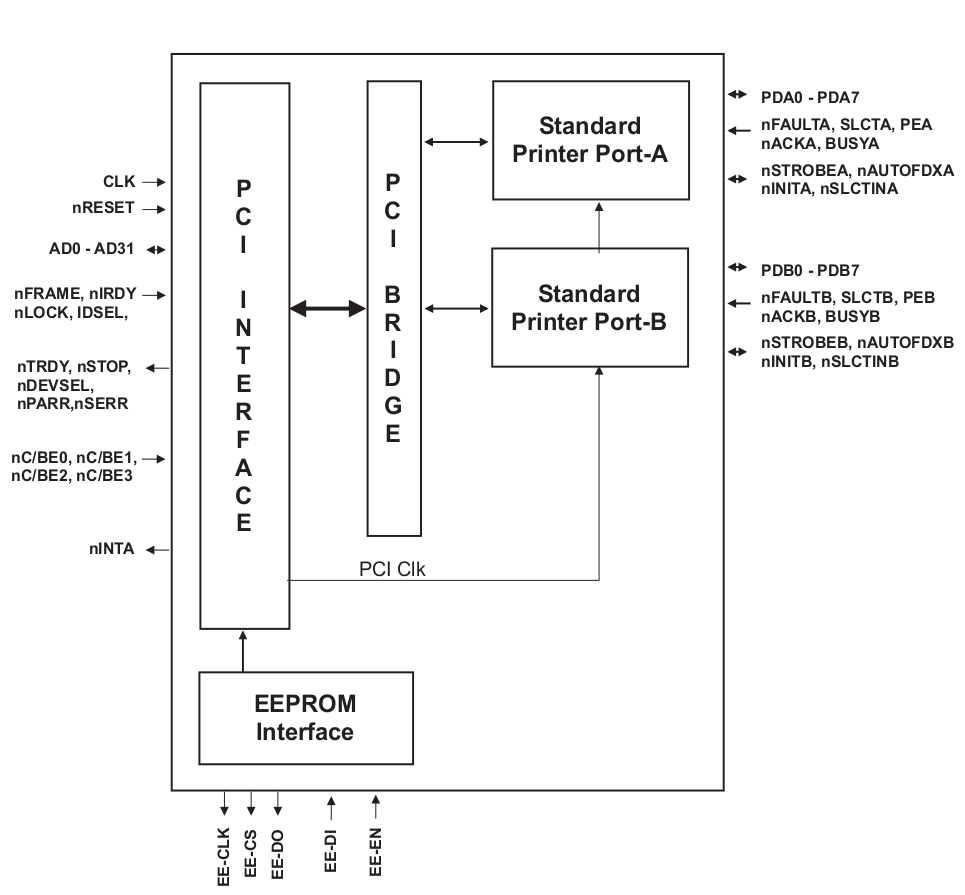 CLK
nRESET
AD0 - AD31
nFRAME, nIRDY
nLOCK, IDSEL,
nTRDY, nSTOP,
nDEVSEL,
nPARR,nSERR
nC/BE0, nC/BE1,
nC/BE2, nC/BE3
nINTA
PCI INTERFACE
PCI BRIDGE
Standard
Printer Port-A
Standard
Printer Port-B
PCI Clk
EEPROM
Interface
PDA0 - PDA7
nFAULTA, SLCTA, PEA
nACKA, BUSYA
nSTROBEA, nAUTOFDXA
nINITA, nSLCTINA
PDB0 - PDB7
nFAULTB, SLCTB, PEB
nACKB, BUSYB
nSTROBEB, nAUTOFDXB
nINITB, nSLCTINB
EE-CLK
EE-CS
EE-DO
EE-DI
EE-EN